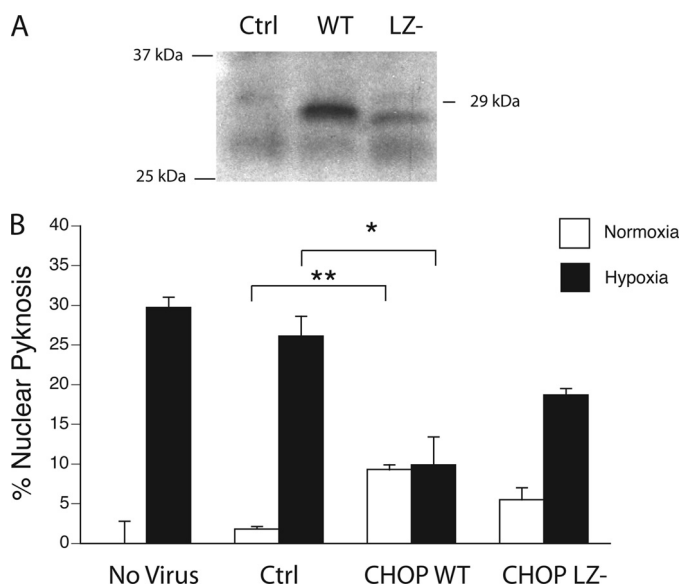 A
Ctrl WT LZ-
37 kDa
29 kDa
25 kDa
B
40
35
30
25
20
15
10
5
0
% Nuclear Pyknosis
*
**
Normoxia
Hypoxia
No Virus Ctrl CHOP WT CHOP LZ-